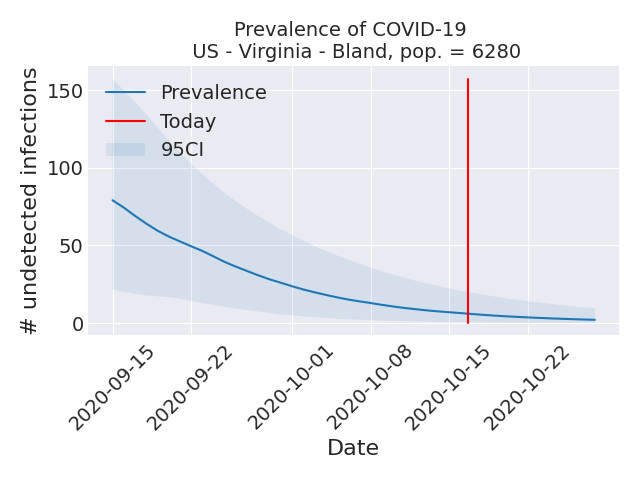 Prevalence of COVID-19
US - Virginia - Bland, pop. = 6280
# undetected infections
150
100
50
0
Prevalence
Today
95CI
2020-09-15
2020-09-22
2020-10-01
2020-10-08
2020-10-15
2020-10-22
Date